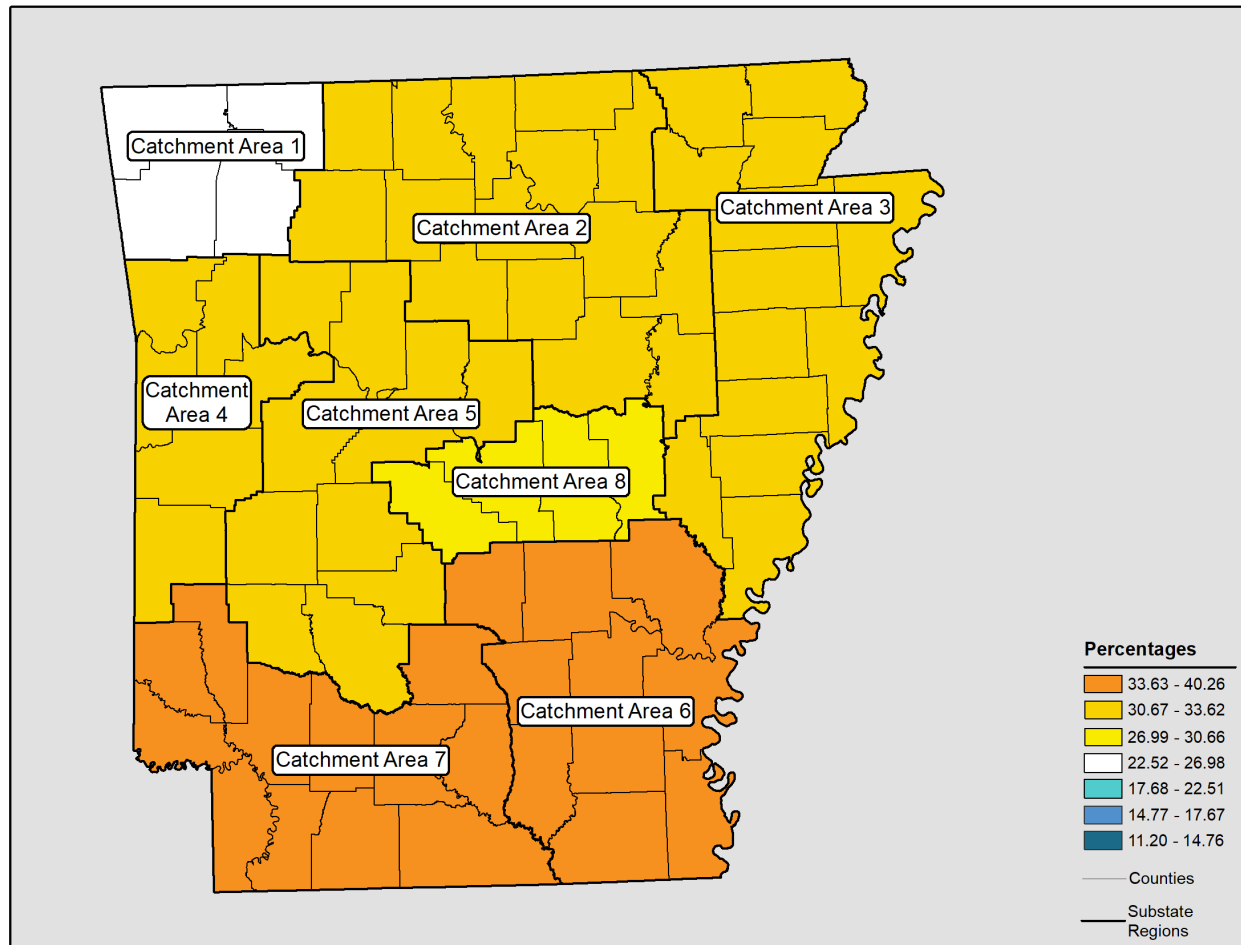 Catchment Area 1
Catchment Area 3
Catchment Area 2
Catchment
Area 4
Catchment Area 5
Catchment Area 8
Catchment Area 6
Catchment Area 7
Percentages
33.63 - 40.26
30.67 - 33.62
26.99 - 30.66
22.52 - 26.98
17.68 - 22.51
14.77 - 17.67
11.20 - 14.76
Counties
Substate
Regions